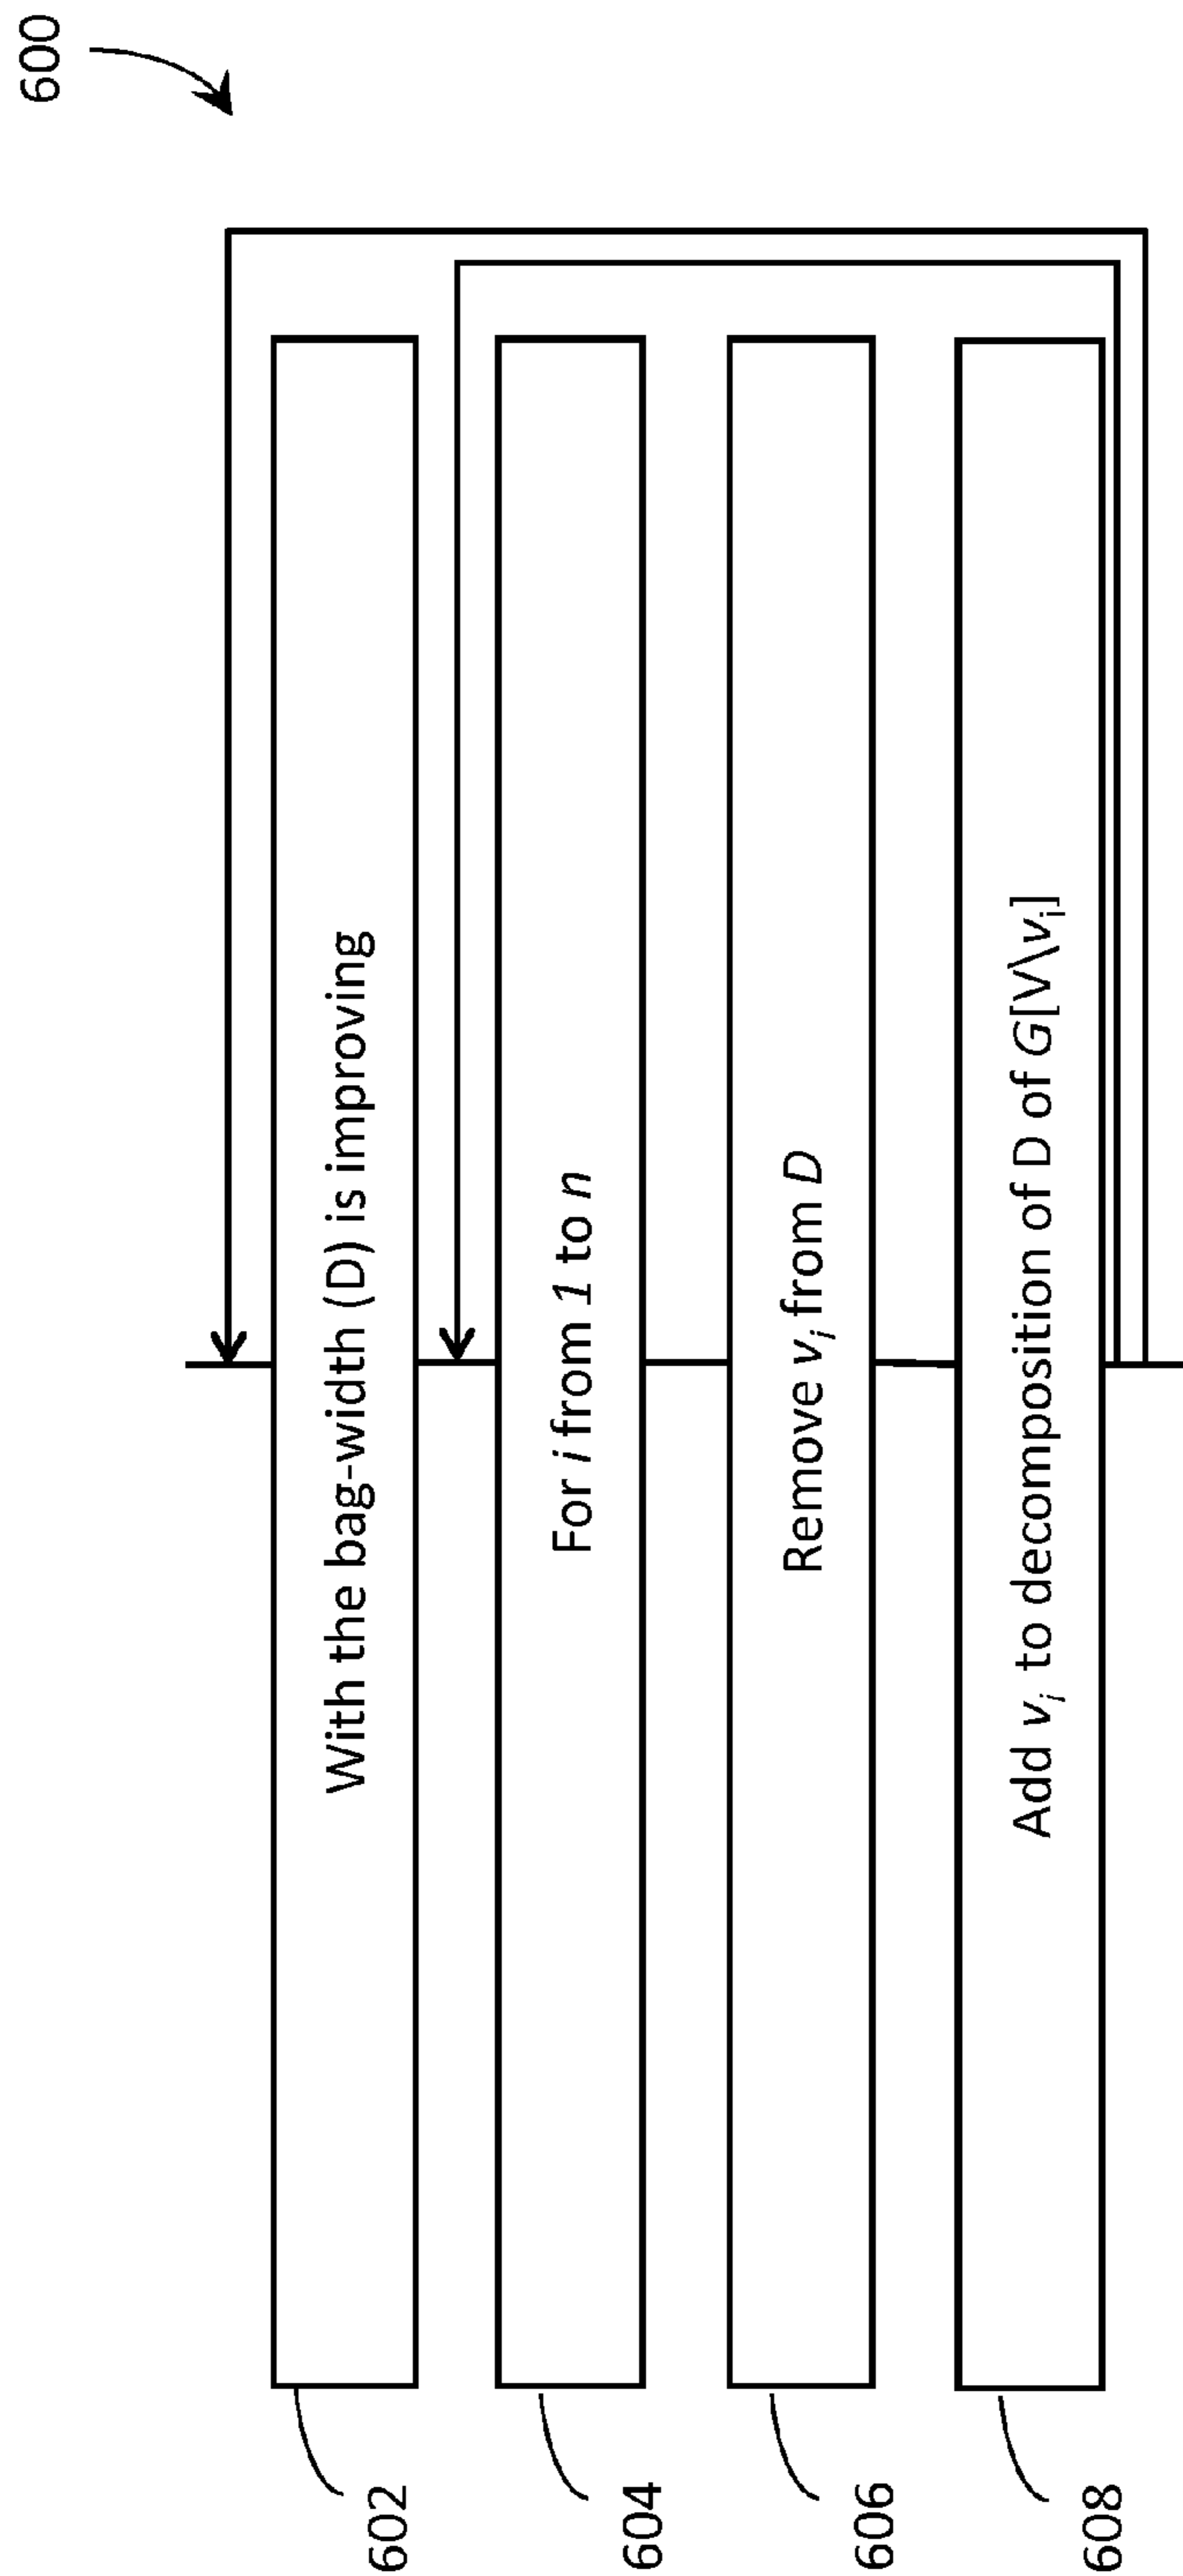 600
602
With the bag-width (D) is improving
604
For i from 1 to n
606
Remove vᵢ from D
608
Add vᵢ to decomposition of D of G[V\vᵢ]